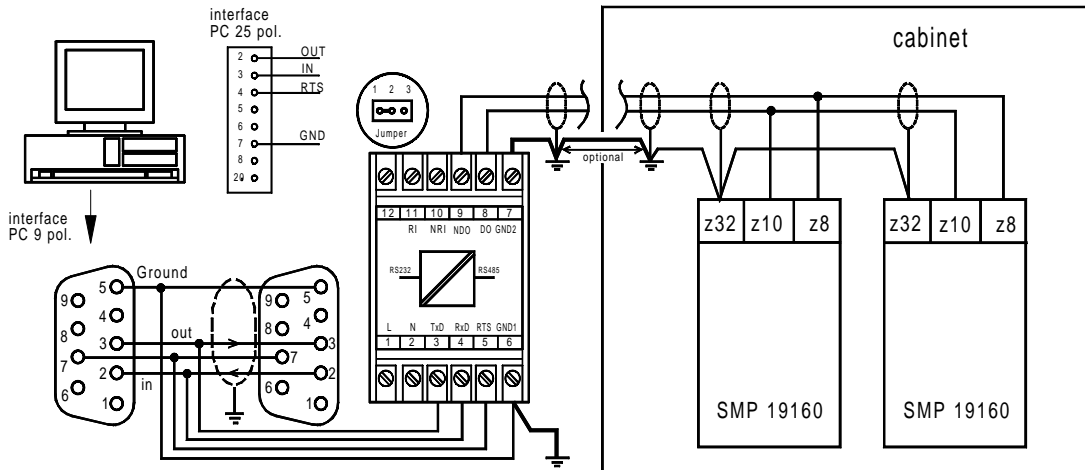 interface
PC 25 pol.
2 OUT
3 IN
4 RTS
5
6
7 GND
8
20
1 2 3
Jumper
cabinet
optional
interface
PC 9 pol.
12 11 10 9 8 7
RI NRI NDO DO GND2
RS232 RS485
L N TxD RxD RTS GND1
1 2 3 4 5 6
z32 z10 z8
z32 z10 z8
SMP 19160
SMP 19160
Ground
out
in
5
9
4
8
3
7
2
6
1
5
9
4
8
3
7
2
6
1